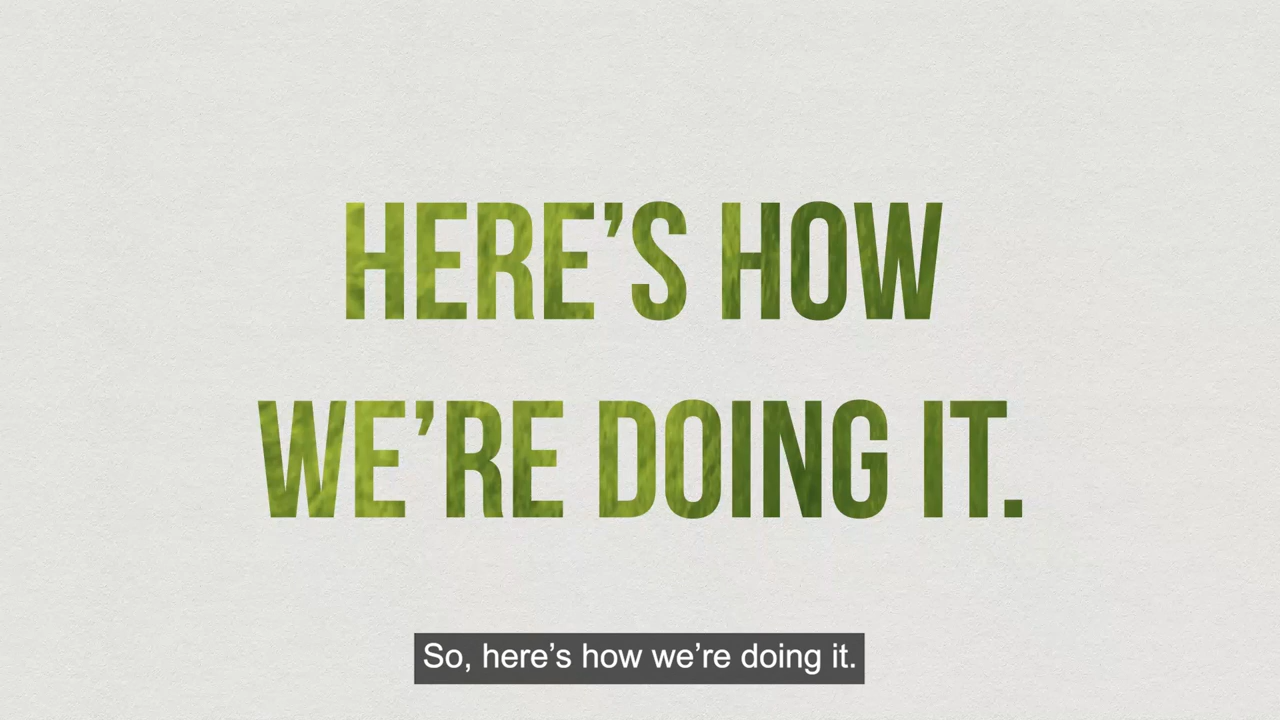 HERE’S HOW
WE’RE DOING IT.
So, here’s how we’re doing it.